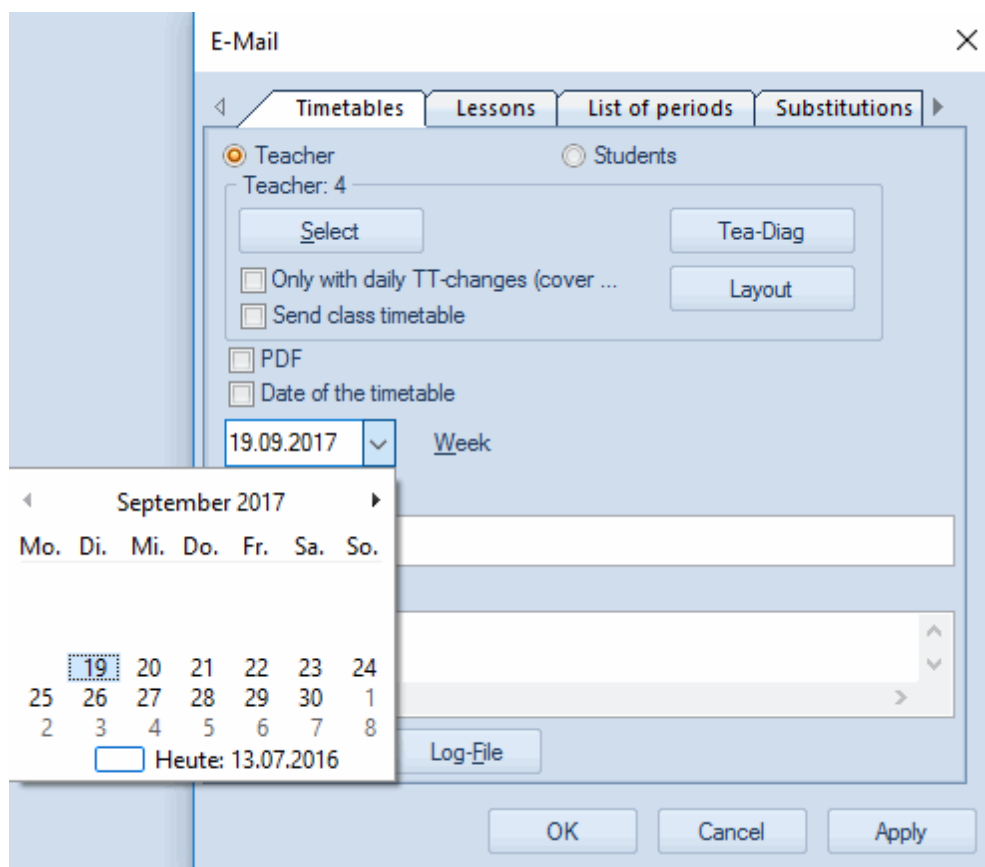 E-Mail
Timetables Lessons List of periods Substitutions
Teacher Students
Teacher: 4
Select Tea-Diag
Only with daily TT-changes (cover ...
Layout
Send class timetable
PDF
Date of the timetable
19.09.2017 Week
September 2017
Mo. Di. Mi. Do. Fr. Sa. So.
19 20 21 22 23 24
25 26 27 28 29 30 1
2 3 4 5 6 7 8
Heute: 13.07.2016
Log-File
OK Cancel Apply